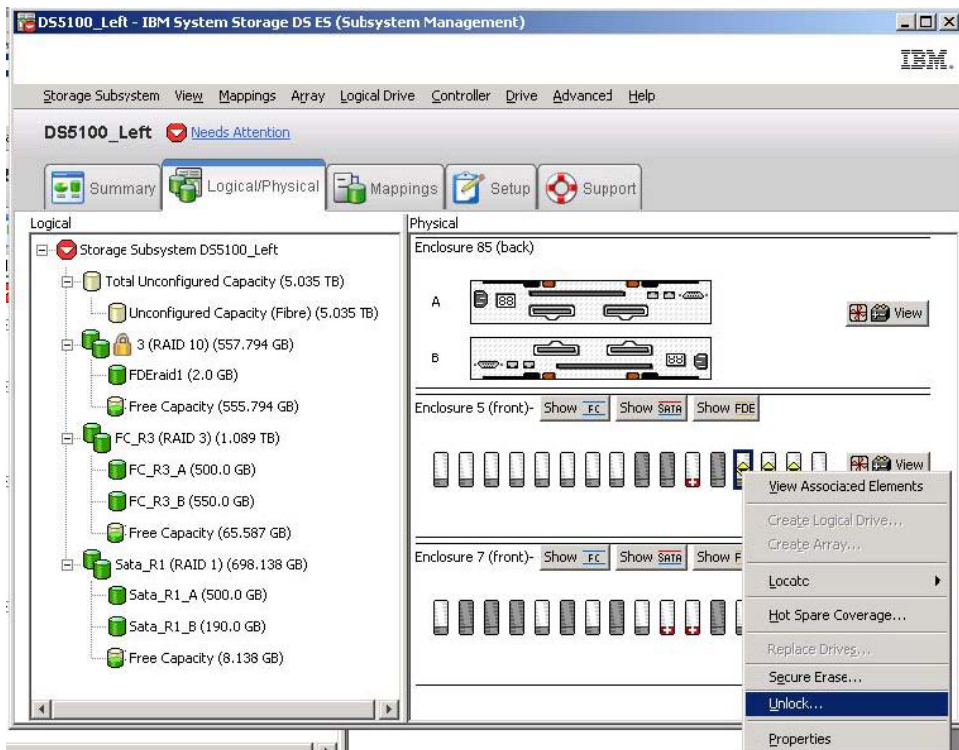 DS5100_Left - IBM System Storage DS ES (Subsystem Management)
IBM.
Storage Subsystem View Mappings Array Logical Drive Controller Drive Advanced Help
DS5100_Left Needs Attention
Summary Logical/Physical Mappings Setup Support
Logical
Storage Subsystem DS5100_Left
Total Unconfigured Capacity (5.035 TB)
Unconfigured Capacity (Fibre) (5.035 TB)
3 (RAID 10) (557.794 GB)
FDEraid1 (2.0 GB)
Free Capacity (555.794 GB)
FC_R3 (RAID 3) (1.089 TB)
FC_R3_A (500.0 GB)
FC_R3_B (550.0 GB)
Free Capacity (65.587 GB)
Sata_R1 (RAID 1) (698.138 GB)
Sata_R1_A (500.0 GB)
Sata_R1_B (190.0 GB)
Free Capacity (8.138 GB)
Physical
Enclosure 85 (back)
A
88
View
B
88
Enclosure 5 (front)- Show FC Show SATA Show FDE
View
Enclosure 7 (front)- Show FC Show SATA Show F
View Associated Elements
Create Logical Drive...
Create Array...
Locate
Hot Spare Coverage...
Replace Drives...
Secure Erase...
Unlock...
Properties